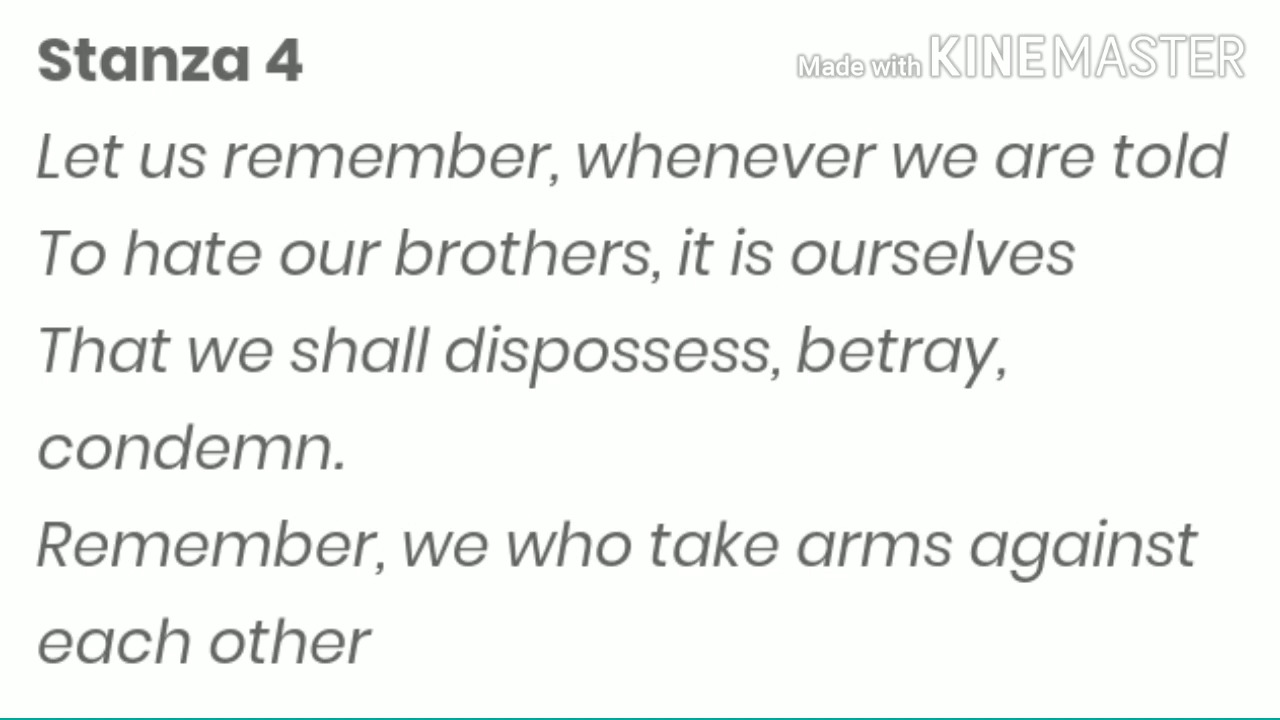 Stanza 4
Made with KINEMASTER
Let us remember, whenever we are told
To hate our brothers, it is ourselves
That we shall dispossess, betray,
condemn.
Remember, we who take arms against
each other